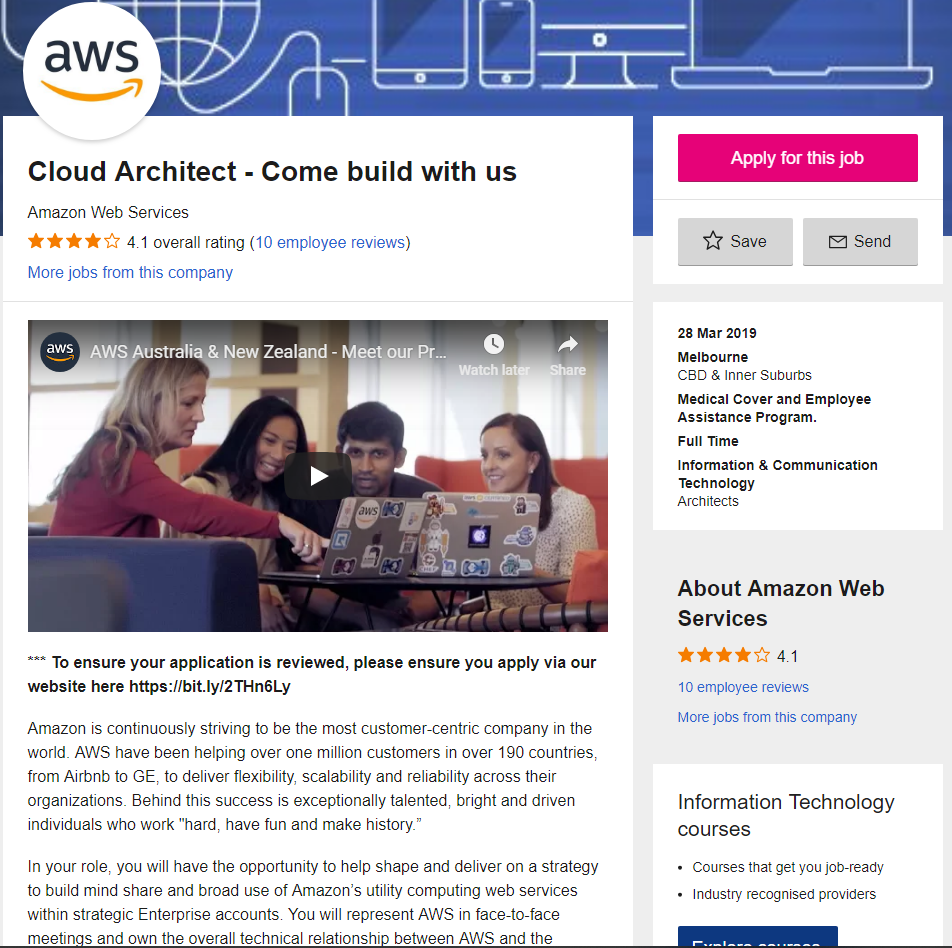 aws
Cloud Architect - Come build with us
Amazon Web Services
4.1 overall rating (10 employee reviews)
More jobs from this company
aws
AWS Australia & New Zealand - Meet our Pr...
Watch later
Share
aws
*** To ensure your application is reviewed, please ensure you apply via our
website here https://bit.ly/2THn6Ly
Amazon is continuously striving to be the most customer-centric company in the
world. AWS have been helping over one million customers in over 190 countries,
from Airbnb to GE, to deliver flexibility, scalability and reliability across their
organizations. Behind this success is exceptionally talented, bright and driven
individuals who work "hard, have fun and make history.”
In your role, you will have the opportunity to help shape and deliver on a strategy
to build mind share and broad use of Amazon’s utility computing web services
within strategic Enterprise accounts. You will represent AWS in face-to-face
meetings and own the overall technical relationship between AWS and the
Apply for this job
Save
Send
28 Mar 2019
Melbourne
CBD & Inner Suburbs
Medical Cover and Employee
Assistance Program.
Full Time
Information & Communication
Technology
Architects
About Amazon Web
Services
4.1
10 employee reviews
More jobs from this company
Information Technology
courses
• Courses that get you job-ready
• Industry recognised providers
Explore courses